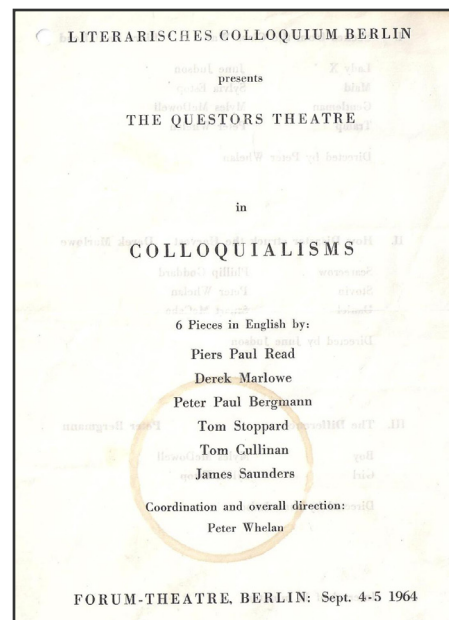 LITERARISCHES COLLOQUIUM BERLIN
presents
THE QUESTORS THEATRE
in
COLLOQUIALISMS
6 Pieces in English by:
Piers Paul Read
Derek Marlowe
Peter Paul Bergmann
Tom Stoppard
Tom Cullinan
James Saunders
Coordination and overall direction:
Peter Whelan
FORUM-THEATRE, BERLIN: Sept. 4-5 1964